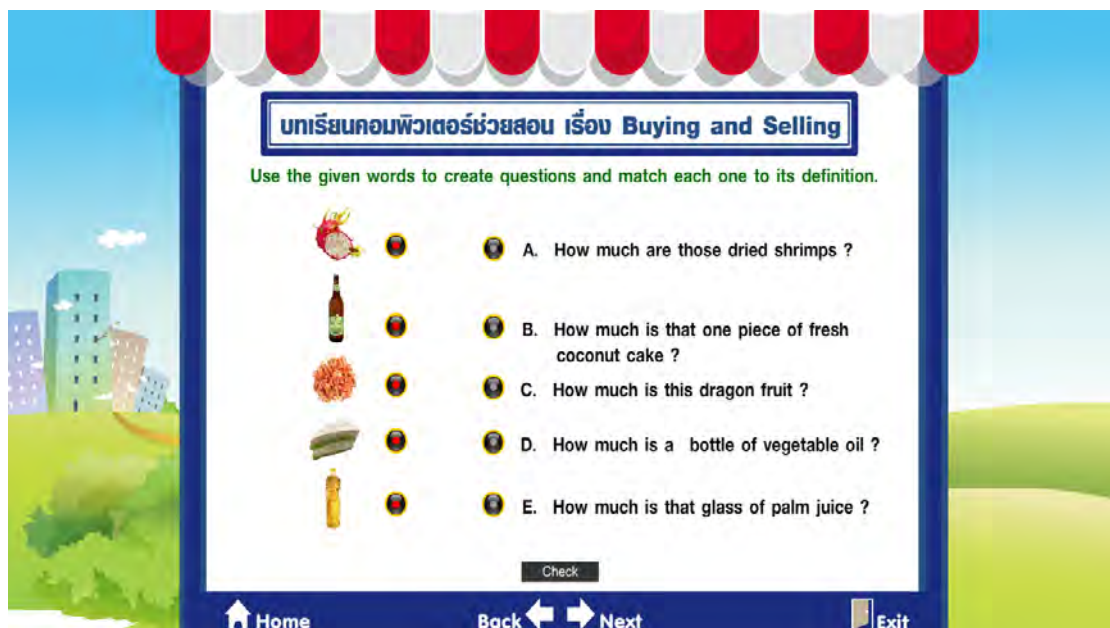 บทเรียนคอมพิวเตอร์ช่วยสอน เรื่อง Buying and Selling
Use the given words to create questions and match each one to its definition.
A. How much are those dried shrimps ?
B. How much is that one piece of fresh
coconut cake ?
C. How much is this dragon fruit ?
D. How much is a bottle of vegetable oil ?
E. How much is that glass of palm juice ?
Check
Home Back Next Exit